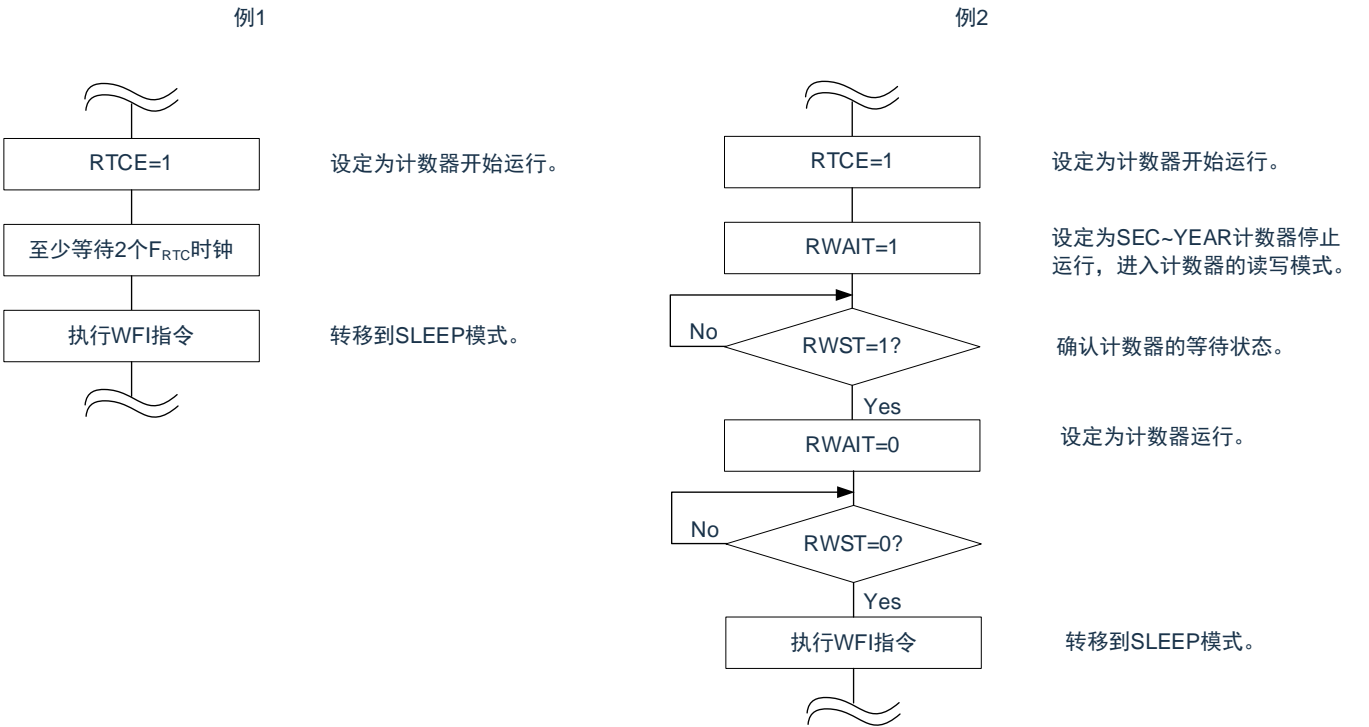 例1
RTCE=1
设定为计数器开始运行。
至少等待2个FRTC时钟
执行WFI指令
转移到SLEEP模式。
例2
RTCE=1
设定为计数器开始运行。
RWAIT=1
设定为SEC~YEAR计数器停止
运行，进入计数器的读写模式。
No
RWST=1?
确认计数器的等待状态。
Yes
RWAIT=0
设定为计数器运行。
No
RWST=0?
Yes
执行WFI指令
转移到SLEEP模式。